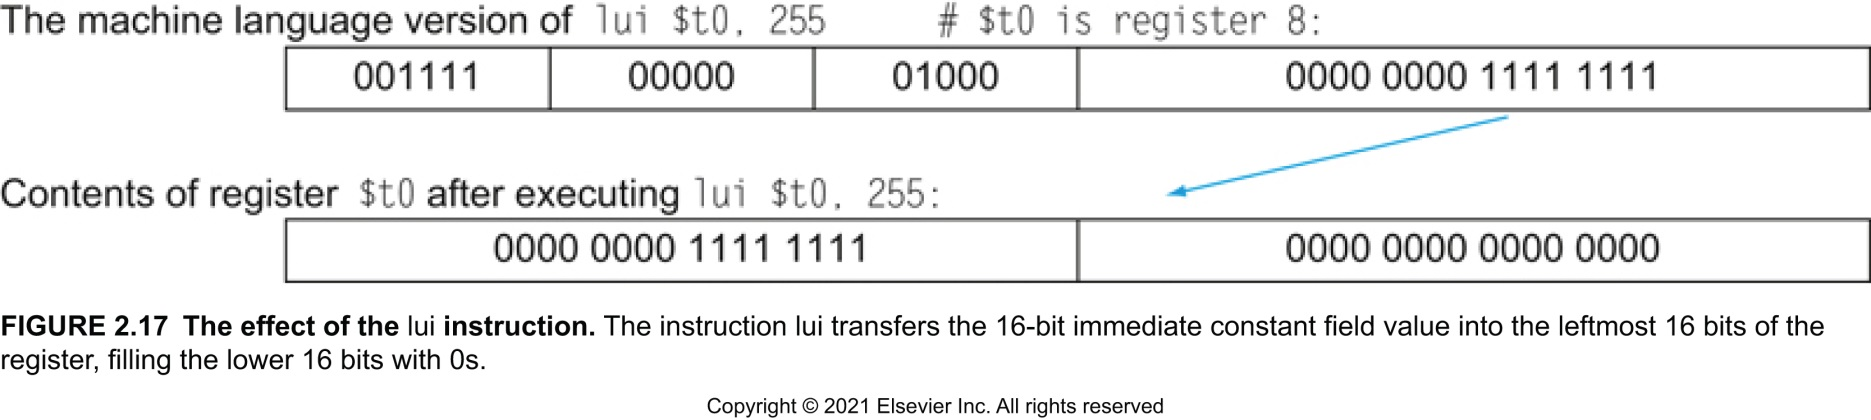 The machine language version of lui $t0, 255 # $t0 is register 8:
001111 00000 01000 0000 0000 1111 1111
Contents of register $t0 after executing lui $t0, 255:
0000 0000 1111 1111 0000 0000 0000 0000
FIGURE 2.17 The effect of the lui instruction. The instruction lui transfers the 16-bit immediate constant field value into the leftmost 16 bits of the
register, filling the lower 16 bits with 0s.
Copyright © 2021 Elsevier Inc. All rights reserved